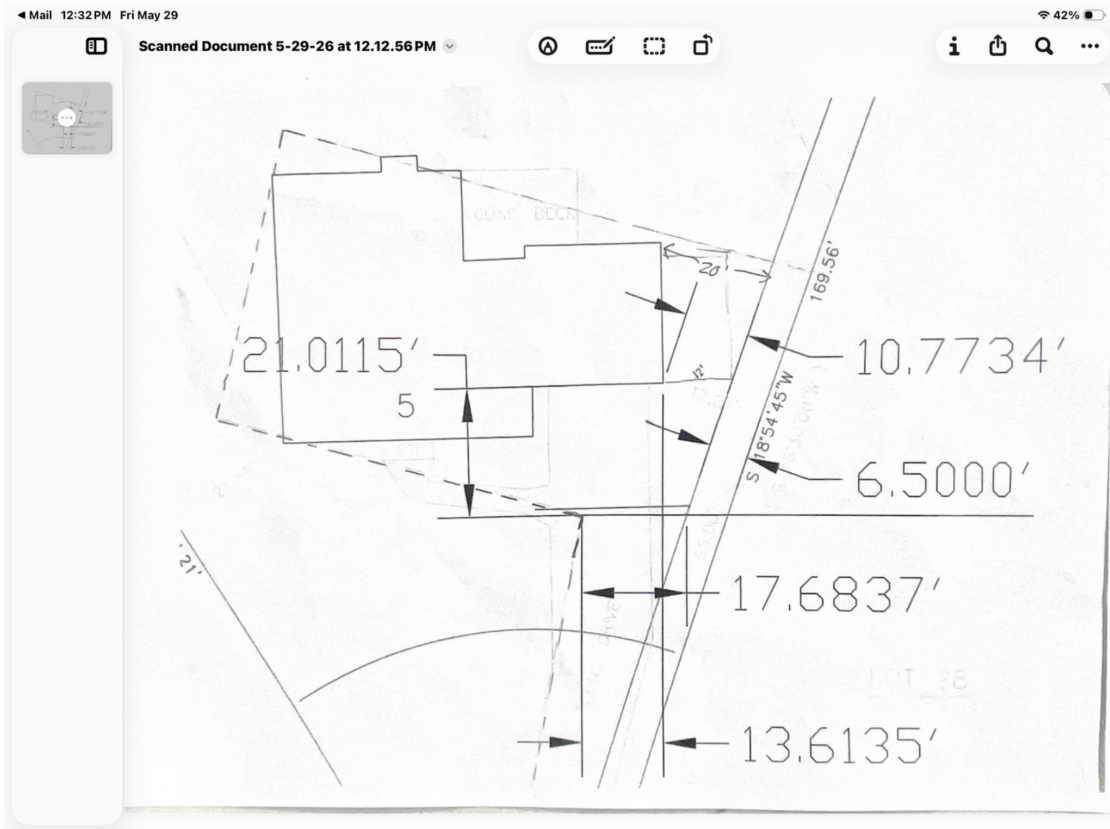 Mail 12:32 PM Fri May 29
42%
Scanned Document 5-29-26 at 12.12.56 PM
CONC. DECK
20'
169.56'
21.0115'
10.7734'
12'
5
S 18°54'45"W
6.5000'
21'
17.6837'
DRIVE
LOT 28
13.6135'